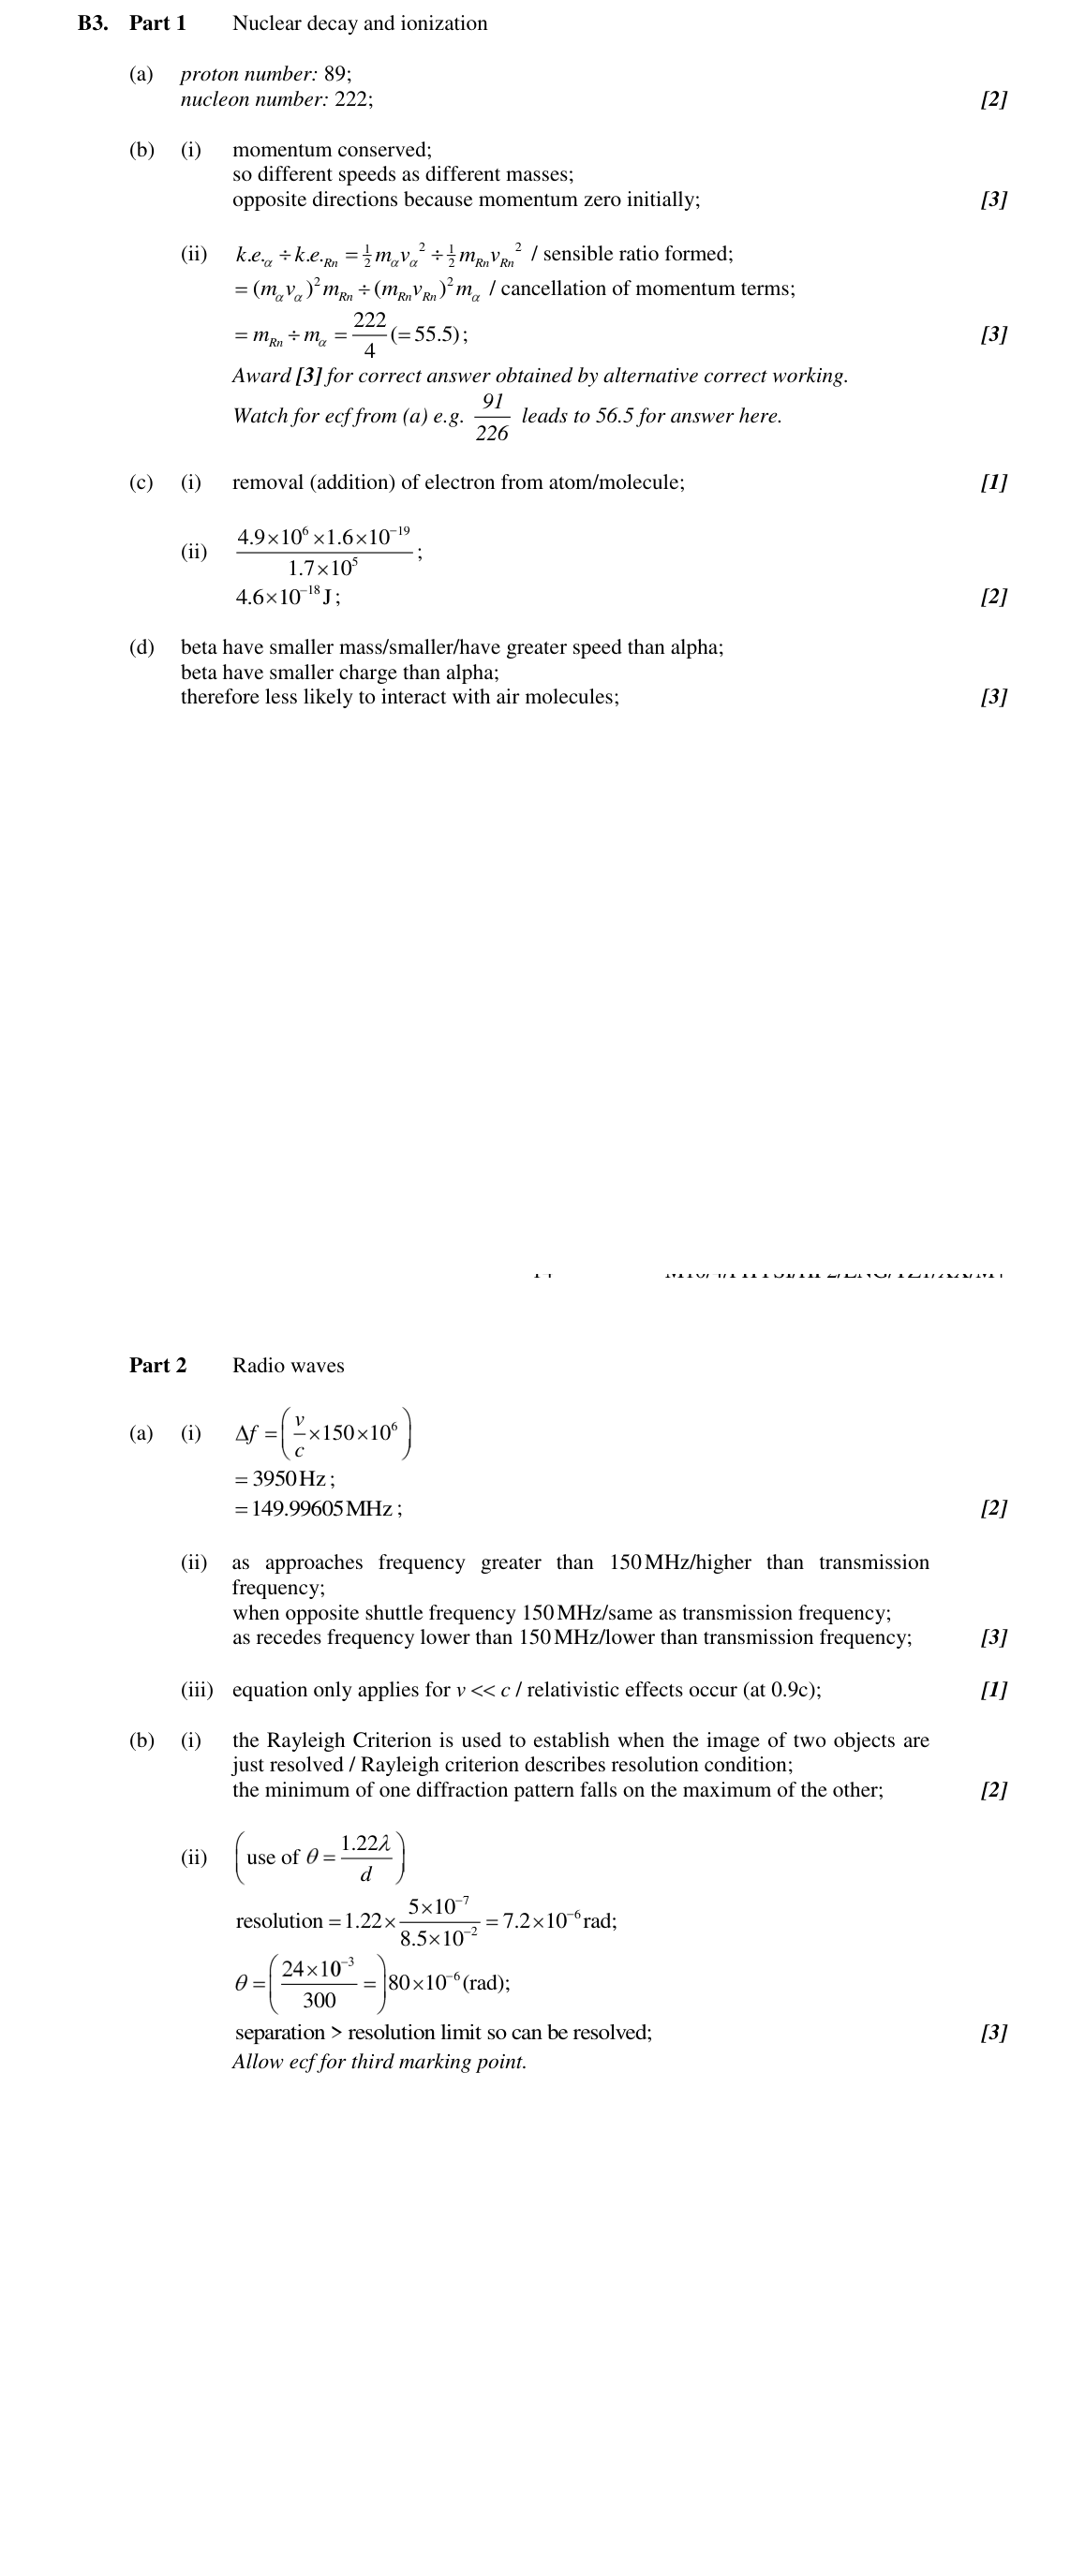 B3. Part 1 Nuclear decay and ionization
(a) proton number: 89;
nucleon number: 222; [2]
(b) (i) momentum conserved;
so different speeds as different masses;
opposite directions because momentum zero initially; [3]
(ii) k.e.α ÷ k.e.Rn = ½ mαvα² ÷ ½ mRnvRn² / sensible ratio formed;
= (mαvα)² mRn ÷ (mRnvRn)² mα / cancellation of momentum terms;
= mRn ÷ mα = 222/4 (= 55.5); [3]
Award [3] for correct answer obtained by alternative correct working.
Watch for ecf from (a) e.g. 91/226 leads to 56.5 for answer here.
(c) (i) removal (addition) of electron from atom/molecule; [1]
(ii) 4.9×10⁶ ×1.6×10⁻¹⁹ / 1.7×10⁵ ;
4.6×10⁻¹⁸ J; [2]
(d) beta have smaller mass/smaller/have greater speed than alpha;
beta have smaller charge than alpha;
therefore less likely to interact with air molecules; [3]
Part 2 Radio waves
(a) (i) Δf = (v/c ×150×10⁶)
= 3950 Hz;
= 149.99605 MHz; [2]
(ii) as approaches frequency greater than 150 MHz/higher than transmission
frequency;
when opposite shuttle frequency 150 MHz/same as transmission frequency;
as recedes frequency lower than 150 MHz/lower than transmission frequency; [3]
(iii) equation only applies for v << c / relativistic effects occur (at 0.9c); [1]
(b) (i) the Rayleigh Criterion is used to establish when the image of two objects are
just resolved / Rayleigh criterion describes resolution condition;
the minimum of one diffraction pattern falls on the maximum of the other; [2]
(ii) (use of θ = 1.22λ/d)
resolution = 1.22× 5×10⁻⁷ / 8.5×10⁻² = 7.2×10⁻⁶ rad;
θ = (24×10⁻³ / 300 =) 80×10⁻⁶ (rad);
separation > resolution limit so can be resolved; [3]
Allow ecf for third marking point.